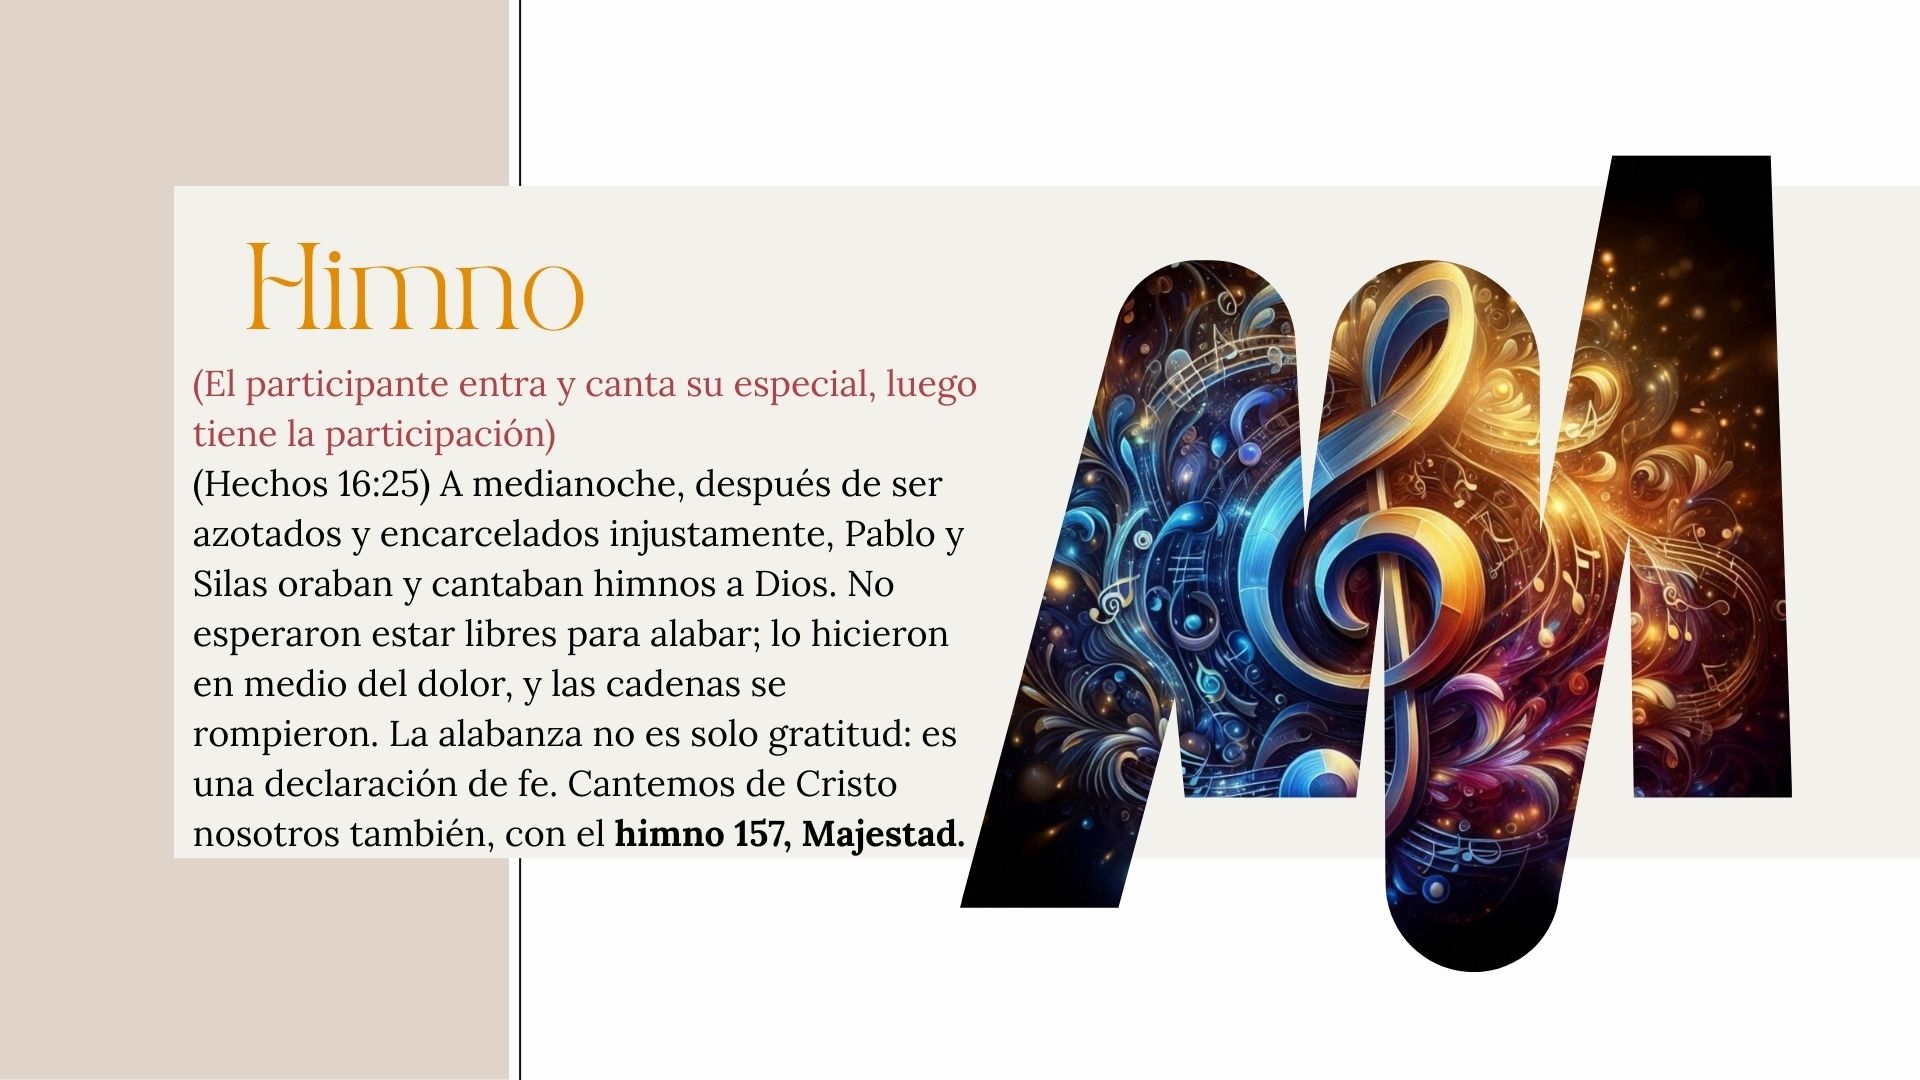 Himno
(El participante entra y canta su especial, luego
tiene la participación)
(Hechos 16:25) A medianoche, después de ser
azotados y encarcelados injustamente, Pablo y
Silas oraban y cantaban himnos a Dios. No
esperaron estar libres para alabar; lo hicieron
en medio del dolor, y las cadenas se
rompieron. La alabanza no es solo gratitud: es
una declaración de fe. Cantemos de Cristo
nosotros también, con el himno 157, Majestad.